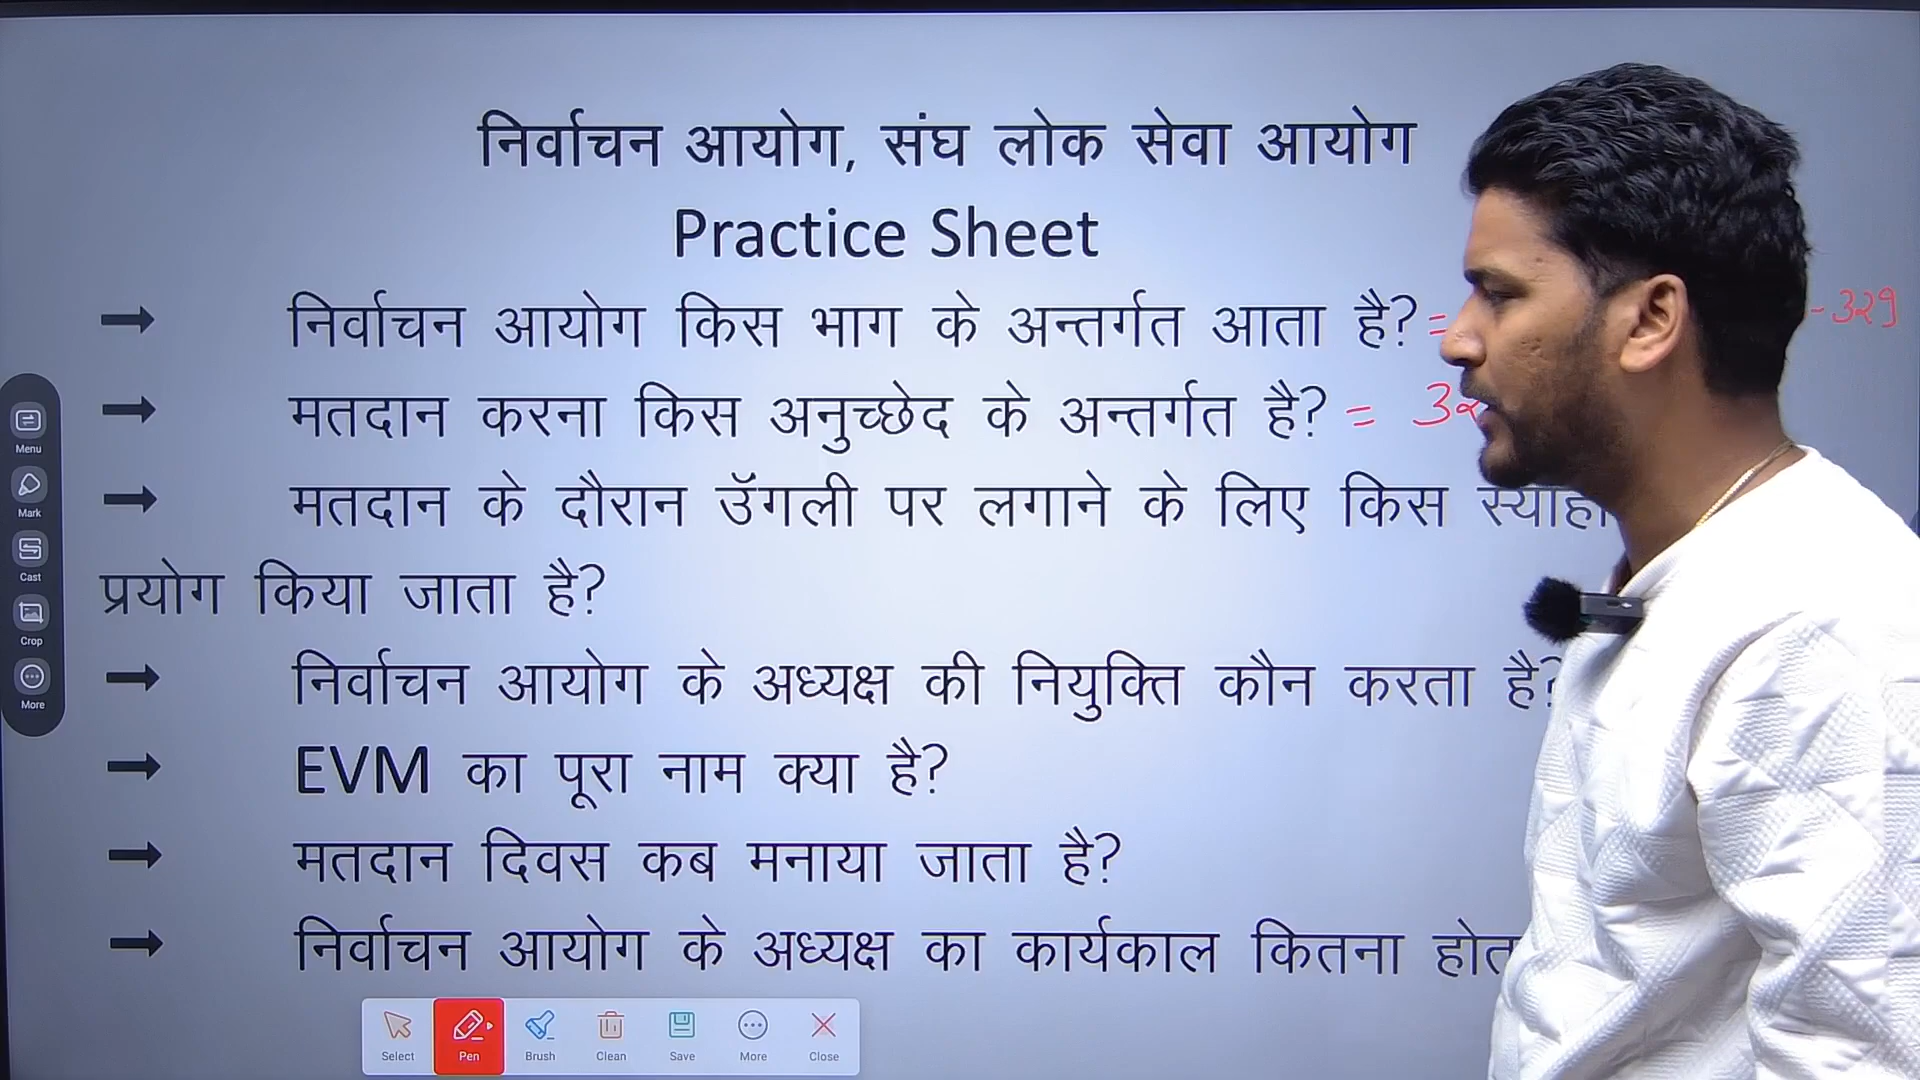 निर्वाचन आयोग, संघ लोक सेवा आयोग
Practice Sheet
→ निर्वाचन आयोग किस भाग के अन्तर्गत आता है? = -329
→ मतदान करना किस अनुच्छेद के अन्तर्गत है? =
→ मतदान के दौरान उॅगली पर लगाने के लिए किस
प्रयोग किया जाता है?
→ निर्वाचन आयोग के अध्यक्ष की नियुक्ति कौन करता है?
→ EVM का पूरा नाम क्या है?
→ मतदान दिवस कब मनाया जाता है?
→ निर्वाचन आयोग के अध्यक्ष का कार्यकाल कितना
Menu
Mark
Cast
Crop
More
Select Pen Brush Clean Save More Close